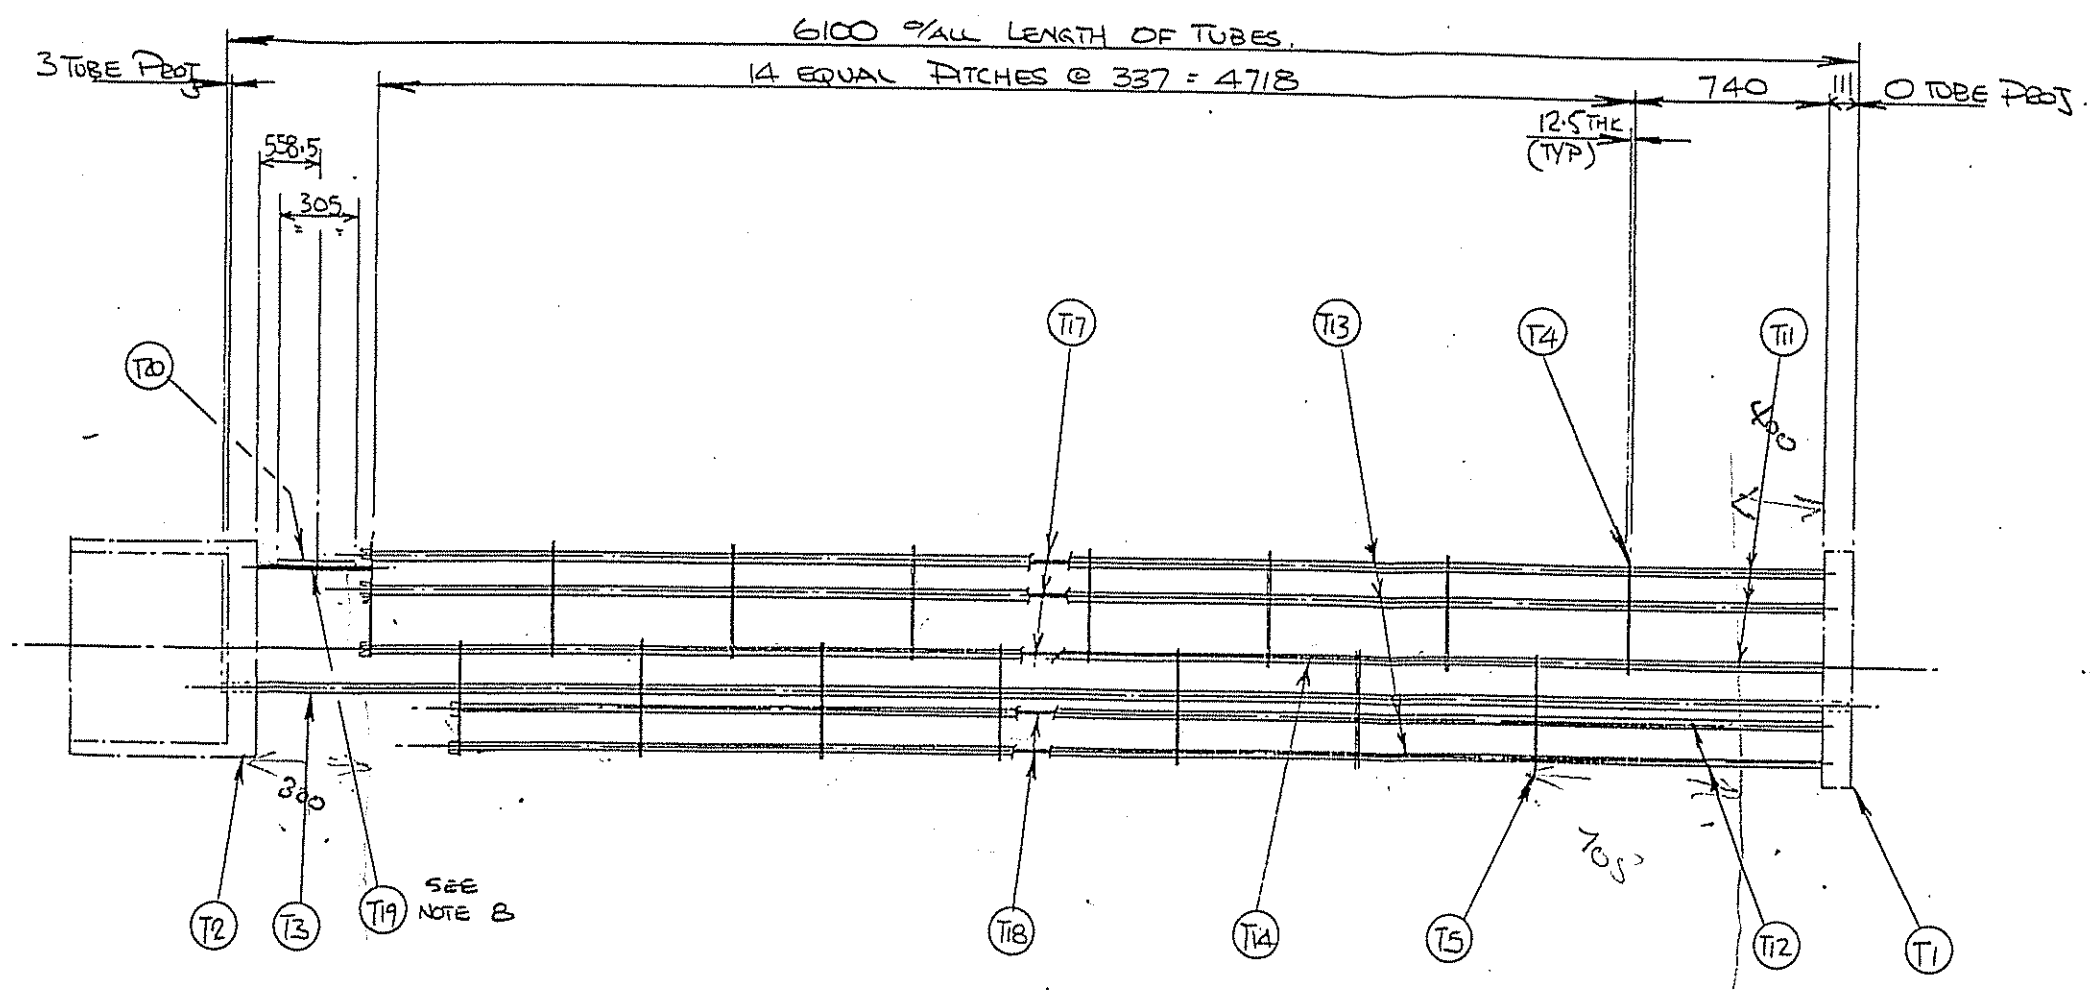 6100 O/ALL LENGTH OF TUBES.
3 TUBE PROJ
14 EQUAL PITCHES @ 337 = 4718
740
111
0 TUBE PROJ.
12.5 THK
(TYP)
558.5
305
= =
T17
T13
T4
T11
T20
300
T2
T3
T19
SEE
NOTE 8
T18
T14
T5
705
T12
T1